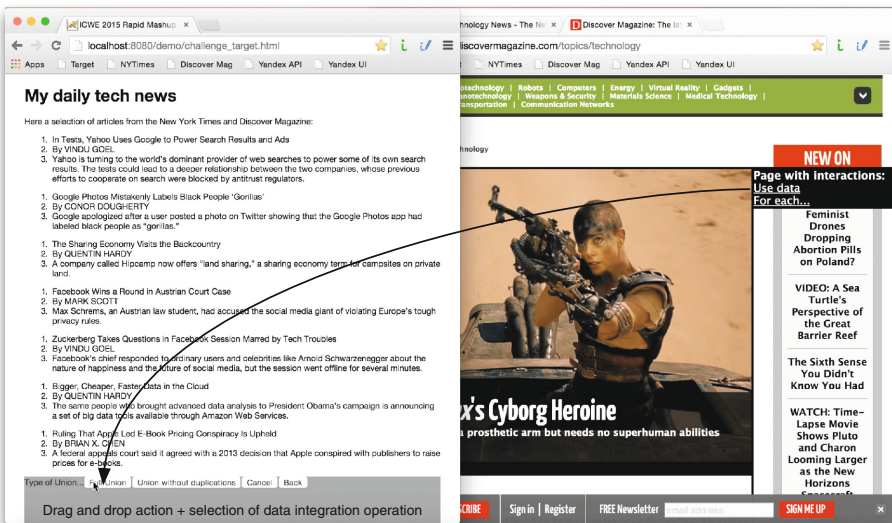 ICWE 2015 Rapid Mashup
localhost:8080/demo/challenge_target.html
Apps Target NYTimes Discover Mag Yandex API Yandex UI
My daily tech news
Here a selection of articles from the New York Times and Discover Magazine:
1. In Tests, Yahoo Uses Google to Power Search Results and Ads
2. By VINDU GOEL
3. Yahoo is turning to the world's dominant provider of web searches to power some of its own search
results. The tests could lead to a deeper relationship between the two companies, whose previous
efforts to cooperate on search were blocked by antitrust regulators.
1. Google Photos Mistakenly Labels Black People 'Gorillas'
2. By CONOR DOUGHERTY
3. Google apologized after a user posted a photo on Twitter showing that the Google Photos app had
labeled black people as "gorillas."
1. The Sharing Economy Visits the Backcountry
2. By QUENTIN HARDY
3. A company called Hipcamp now offers "land sharing," a sharing economy term for campsites on private
land.
1. Facebook Wins a Round in Austrian Court Case
2. By MARK SCOTT
3. Max Schrems, an Austrian law student, had accused the social media giant of violating Europe's tough
privacy rules.
1. Zuckerberg Takes Questions in Facebook Session Marred by Tech Troubles
2. By VINDU GOEL
3. Facebook's chief responded to ordinary users and celebrities like Arnold Schwarzenegger about the
nature of happiness and the future of social media, but the session went offline for several minutes.
1. Bigger, Cheaper, Faster Data in the Cloud
2. By QUENTIN HARDY
3. The same people who brought advanced data analysis to President Obama's campaign is announcing
a set of big data tools available through Amazon Web Services.
1. Ruling That Apple Led E-Book Pricing Conspiracy Is Upheld
2. By BRIAN X. CHEN
3. A federal appeals court said it agreed with a 2013 decision that Apple conspired with publishers to raise
prices for e-books.
Type of Union... Full Union Union without duplications Cancel Back
Drag and drop action + selection of data integration operation
hnology News - The Ne Discover Magazine: The lat
iscovermagazine.com/topics/technology
NYTimes Discover Mag Yandex API Yandex UI
otechnology | Robots | Computers | Energy | Virtual Reality | Gadgets |
anotechnology | Weapons & Security | Materials Science | Medical Technology |
ransportation | Communication Networks
hnology
NEW ON
Page with interactions:
Use data
For each...
Feminist
Drones
Dropping
Abortion Pills
on Poland?
VIDEO: A Sea
Turtle's
Perspective of
the Great
Barrier Reef
The Sixth Sense
You Didn't
Know You Had
WATCH: Time-
Lapse Movie
Shows Pluto
and Charon
Looming Larger
as the New
Horizons
Spacecraft
x's Cyborg Heroine
a prosthetic arm but needs no superhuman abilities
CRIBE Sign in | Register FREE Newsletter email address SIGN ME UP